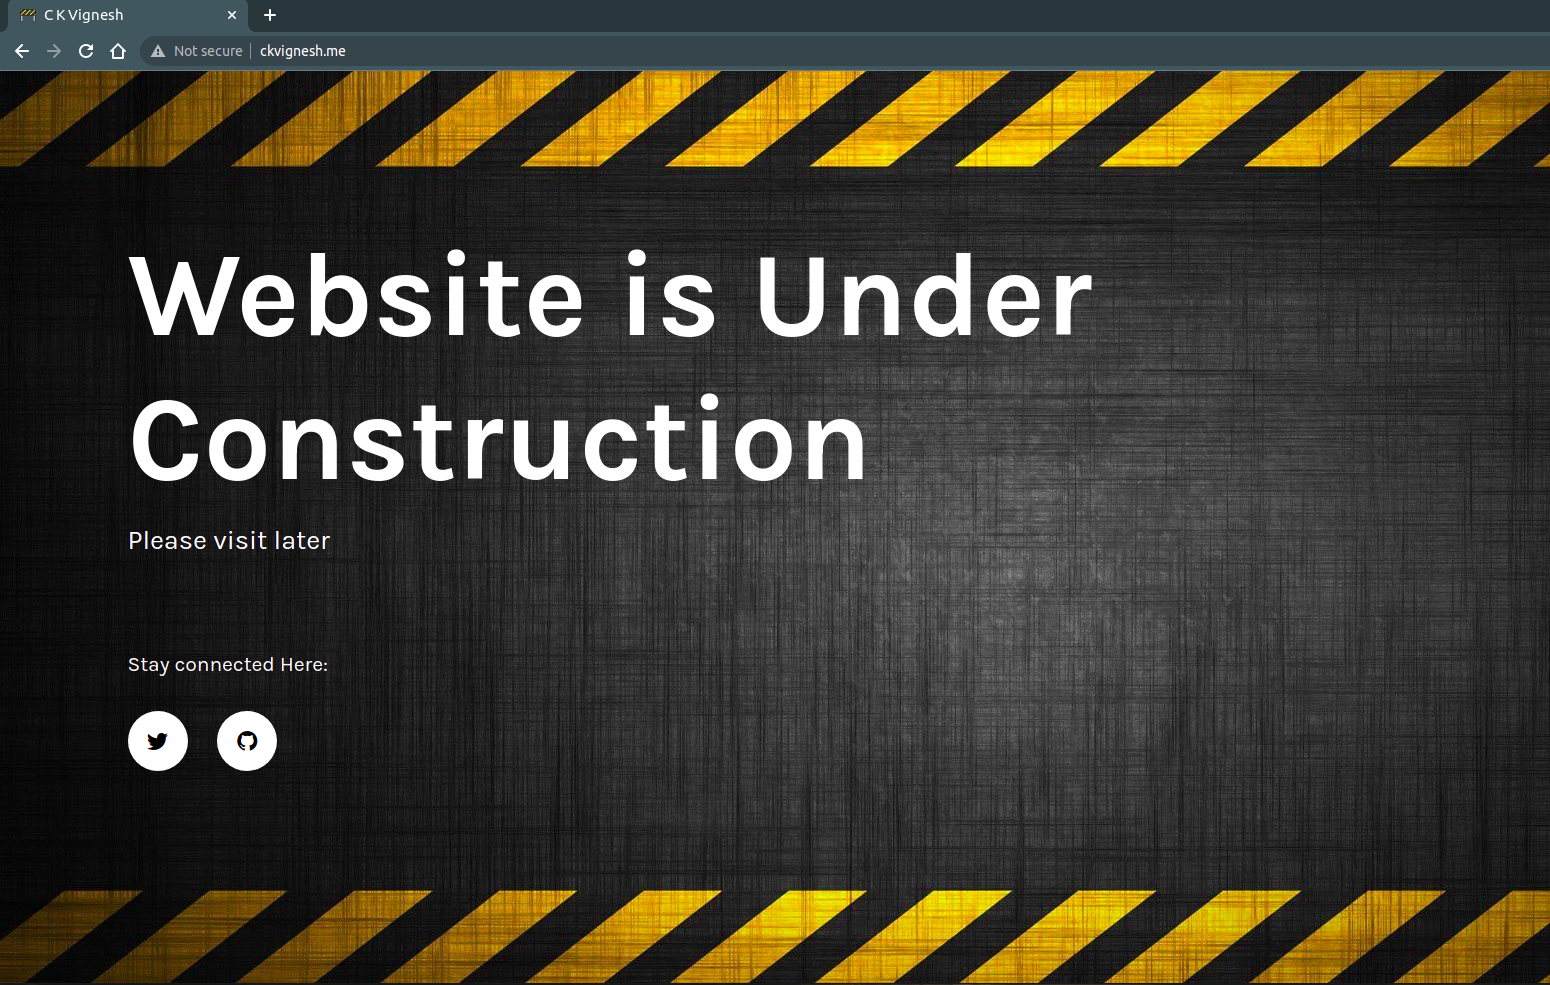 C K Vignesh
Not secure | ckvignesh.me
Website is Under
Construction
Please visit later
Stay connected Here: